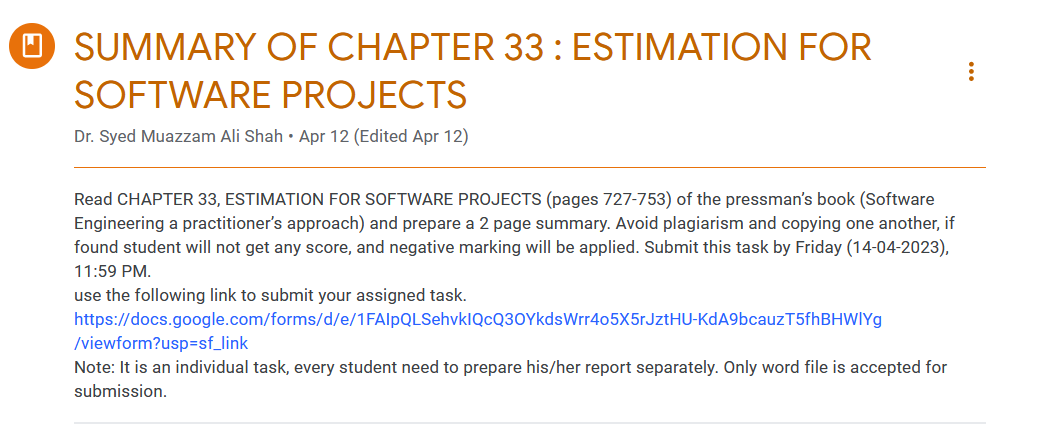 SUMMARY OF CHAPTER 33 : ESTIMATION FOR
SOFTWARE PROJECTS
Dr. Syed Muazzam Ali Shah • Apr 12 (Edited Apr 12)
Read CHAPTER 33, ESTIMATION FOR SOFTWARE PROJECTS (pages 727-753) of the pressman’s book (Software
Engineering a practitioner’s approach) and prepare a 2 page summary. Avoid plagiarism and copying one another, if
found student will not get any score, and negative marking will be applied. Submit this task by Friday (14-04-2023),
11:59 PM.
use the following link to submit your assigned task.
https://docs.google.com/forms/d/e/1FAIpQLSehvkIQcQ3OYkdsWrr4o5X5rJztHU-KdA9bcauzT5fhBHWlYg
/viewform?usp=sf_link
Note: It is an individual task, every student need to prepare his/her report separately. Only word file is accepted for
submission.